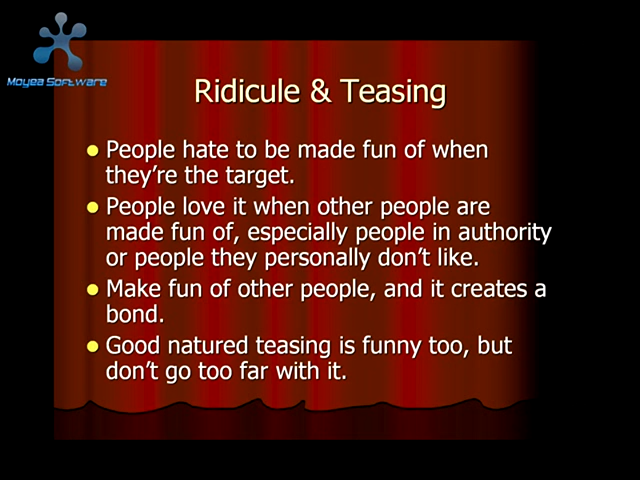 Moyea Software
Ridicule & Teasing
People hate to be made fun of when
they're the target.
People love it when other people are
made fun of, especially people in authority
or people they personally don't like.
Make fun of other people, and it creates a
bond.
Good natured teasing is funny too, but
don't go too far with it.